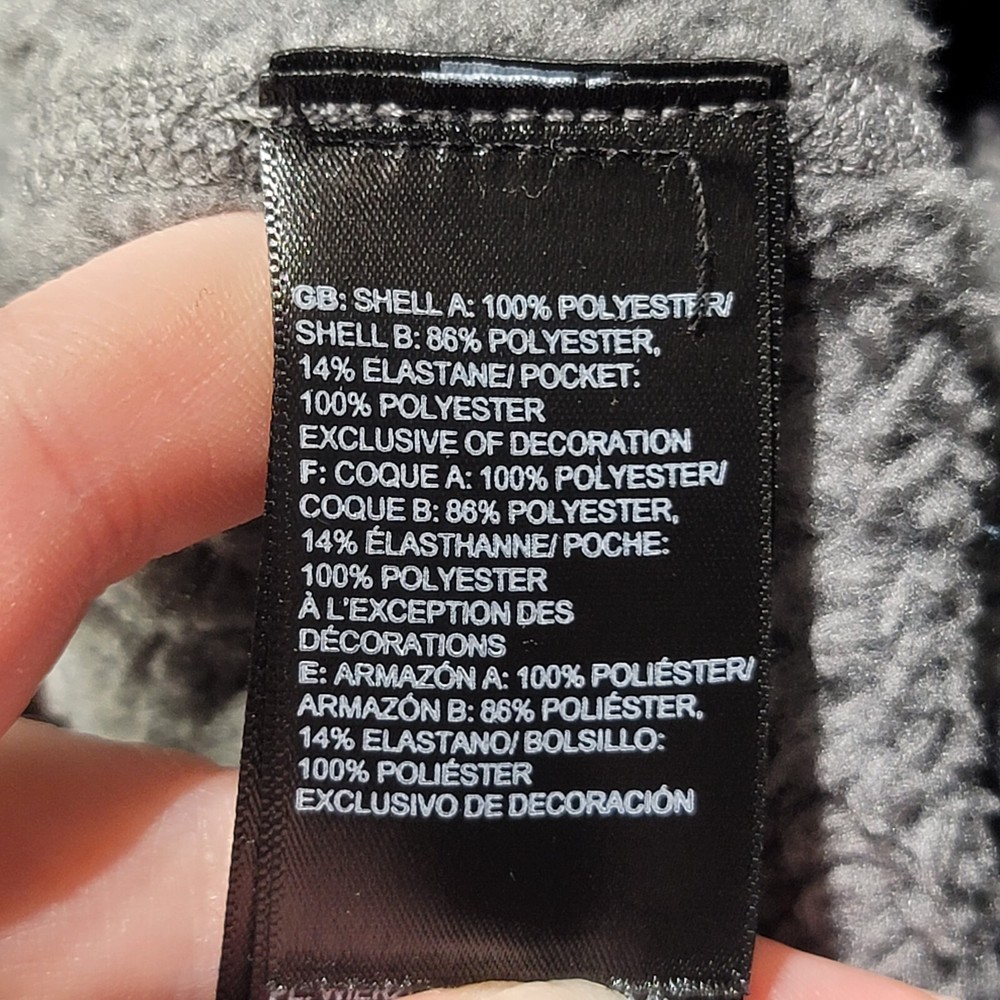 GB: SHELL A: 100% POLYESTER/
SHELL B: 86% POLYESTER,
14% ELASTANE/ POCKET:
100% POLYESTER
EXCLUSIVE OF DECORATION
F: COQUE A: 100% POLYESTER/
COQUE B: 86% POLYESTER,
14% ÉLASTHANNE/ POCHE:
100% POLYESTER
À L'EXCEPTION DES
DÉCORATIONS
E: ARMAZÓN A: 100% POLIÉSTER/
ARMAZÓN B: 86% POLIÉSTER,
14% ELASTANO/ BOLSILLO:
100% POLIÉSTER
EXCLUSIVO DE DECORACIÓN